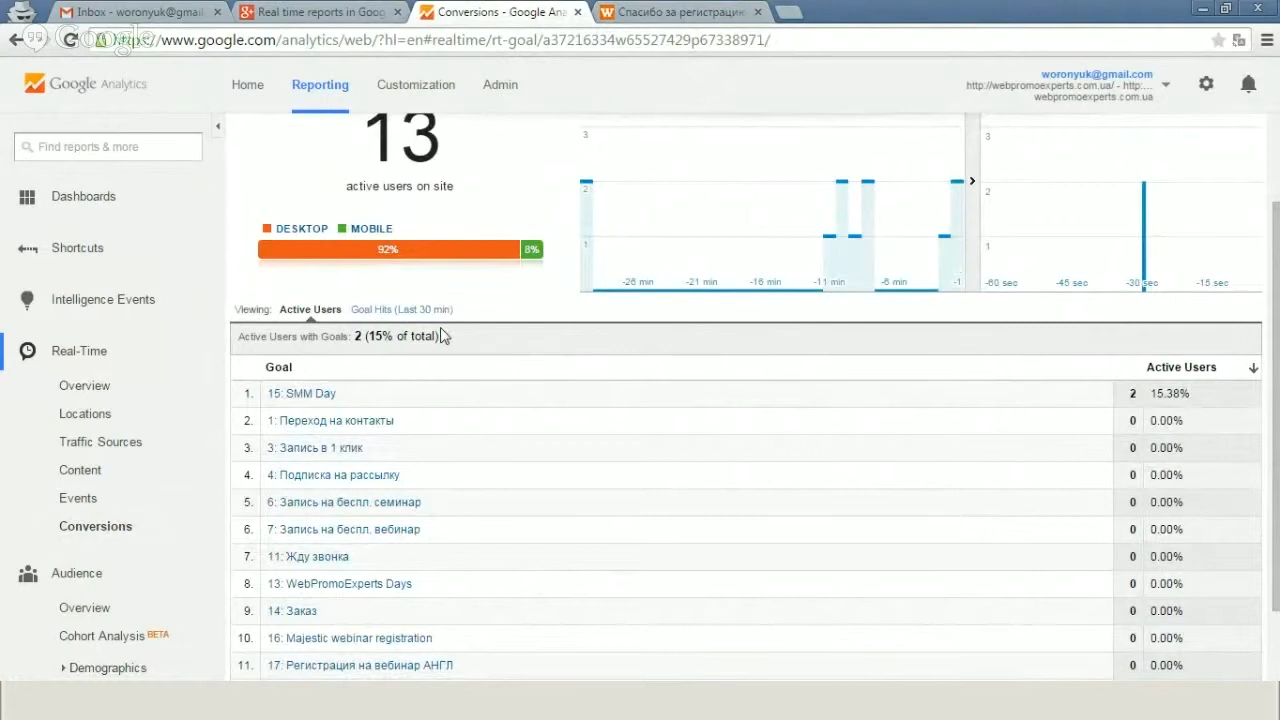 Inbox - woronyuk@gmail
Real time reports in Goog
Conversions - Google Ana
Спасибо за регистрацию
https://www.google.com/analytics/web/?hl=en#realtime/rt-goal/a37216334w65527429p67338971/
Google
Google Analytics
Home
Reporting
Customization
Admin
woronyuk@gmail.com
http://webpromoexperts.com.ua/ - http:...
webpromoexperts.com.ua
Find reports & more
Dashboards
Shortcuts
Intelligence Events
Real-Time
Overview
Locations
Traffic Sources
Content
Events
Conversions
Audience
Overview
Cohort Analysis BETA
Demographics
13
active users on site
DESKTOP MOBILE
92% 8%
3
2
1
-26 min -21 min -16 min -11 min -6 min -1
3
2
1
-60 sec -45 sec -30 sec -15 sec
Viewing: Active Users Goal Hits (Last 30 min)
Active Users with Goals: 2 (15% of total)
Goal Active Users
1. 15: SMM Day 2 15.38%
2. 1: Переход на контакты 0 0.00%
3. 3: Запись в 1 клик 0 0.00%
4. 4: Подписка на рассылку 0 0.00%
5. 6: Запись на беспл. семинар 0 0.00%
6. 7: Запись на беспл. вебинар 0 0.00%
7. 11: Жду звонка 0 0.00%
8. 13: WebPromoExperts Days 0 0.00%
9. 14: Заказ 0 0.00%
10. 16: Majestic webinar registration 0 0.00%
11. 17: Регистрация на вебинар АНГЛ 0 0.00%